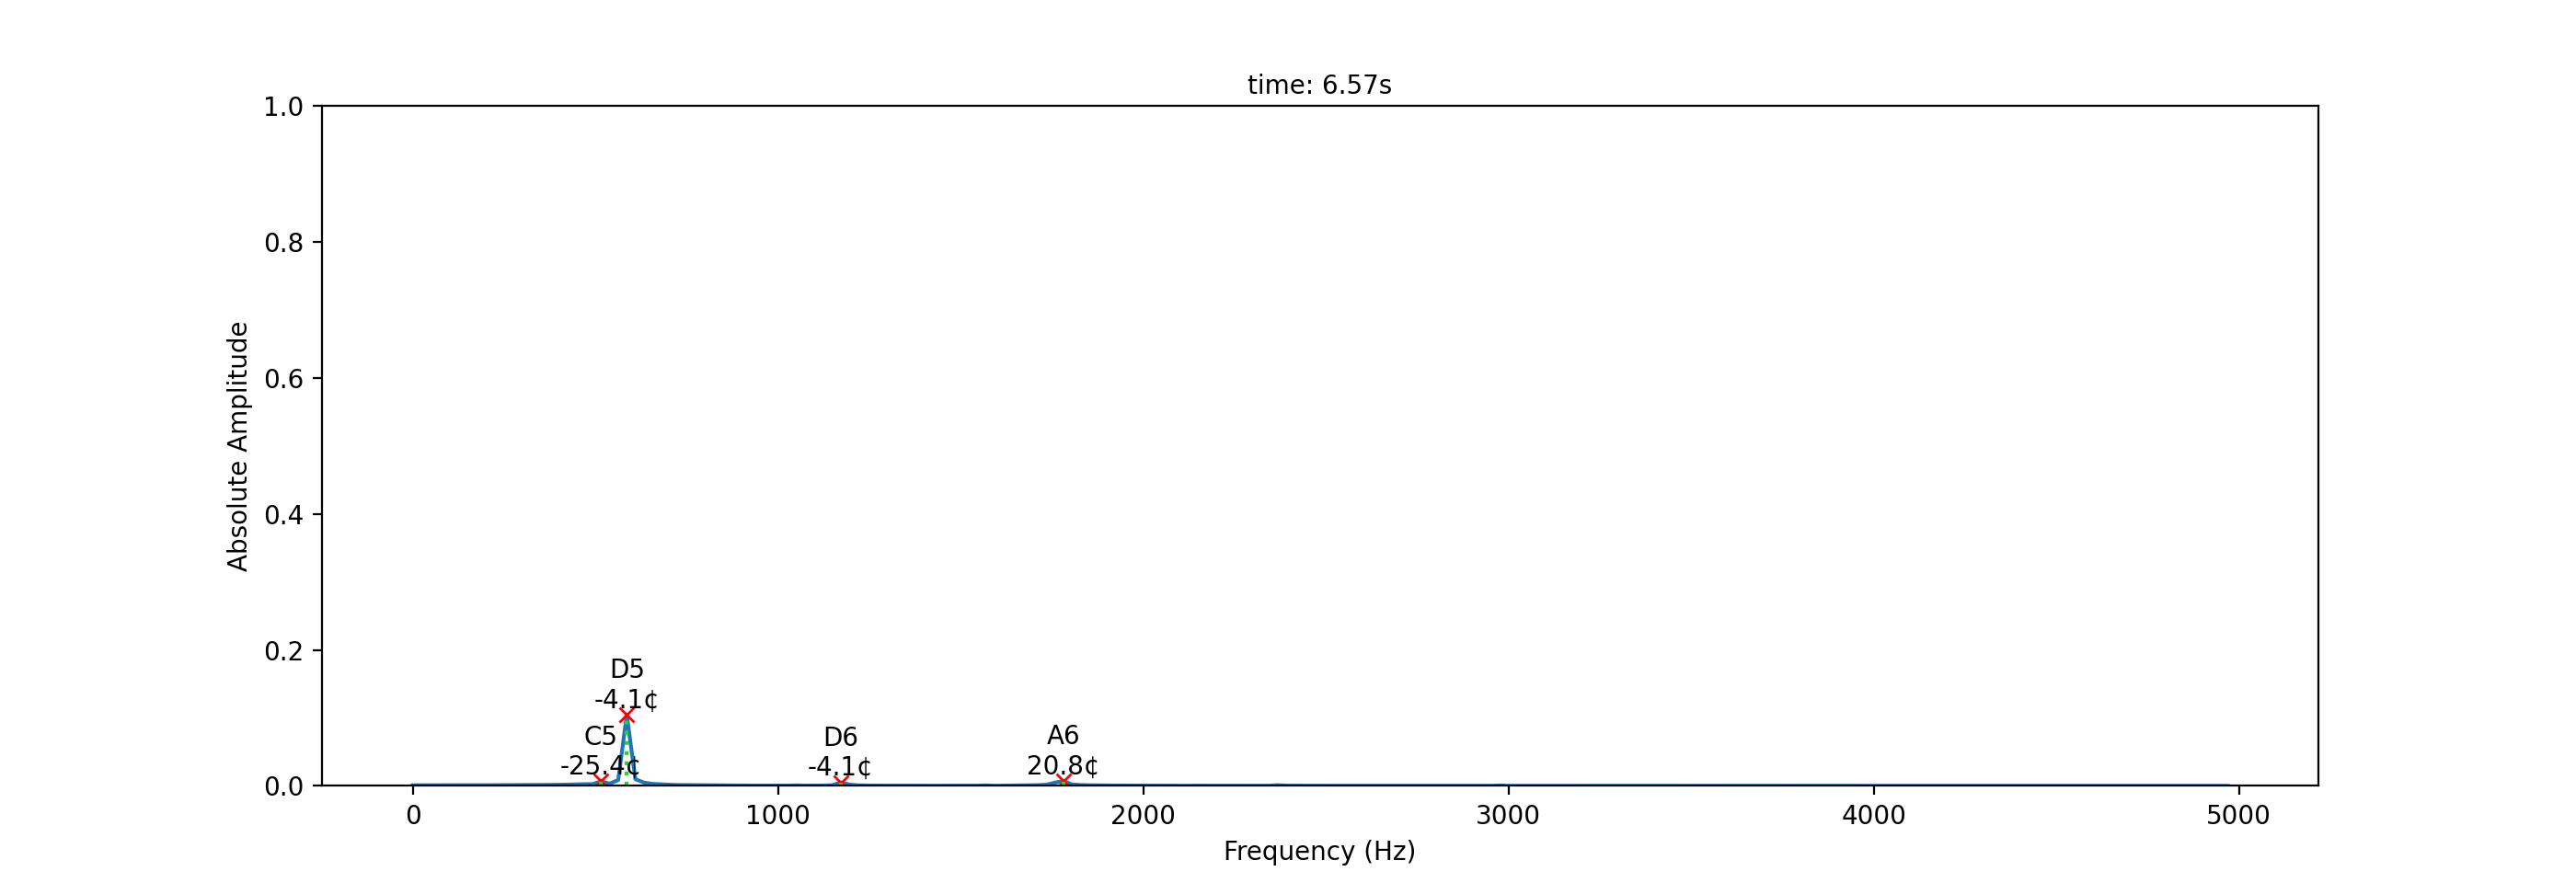 time: 6.57s
1.0
0.8
0.6
0.4
0.2
0.0
Absolute Amplitude
D5
-4.1¢
C5
-25.4¢
D6
-4.1¢
A6
20.8¢
0 1000 2000 3000 4000 5000
Frequency (Hz)